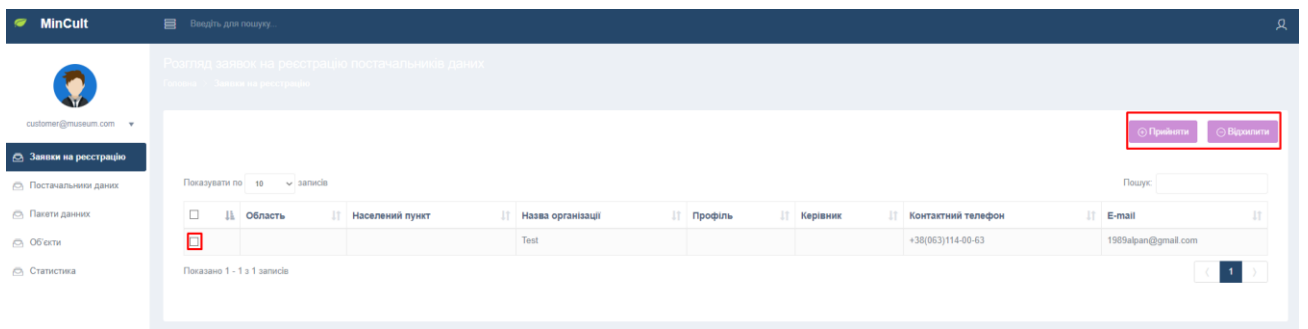 MinCult
Введіть для пошуку...
Розгляд заявок на реєстрацію постачальників даних
Головна / Заявки на реєстрацію
customer@museum.com
Прийняти
Відхилити
Заявки на реєстрацію
Постачальники даних
Пакети данних
Об'єкти
Статистика
Показувати по 10 записів
Пошук:
Область Населений пункт Назва організації Профіль Керівник Контактний телефон E-mail
Test +38(063)114-00-63 1989alpan@gmail.com
Показано 1 - 1 з 1 записів
1